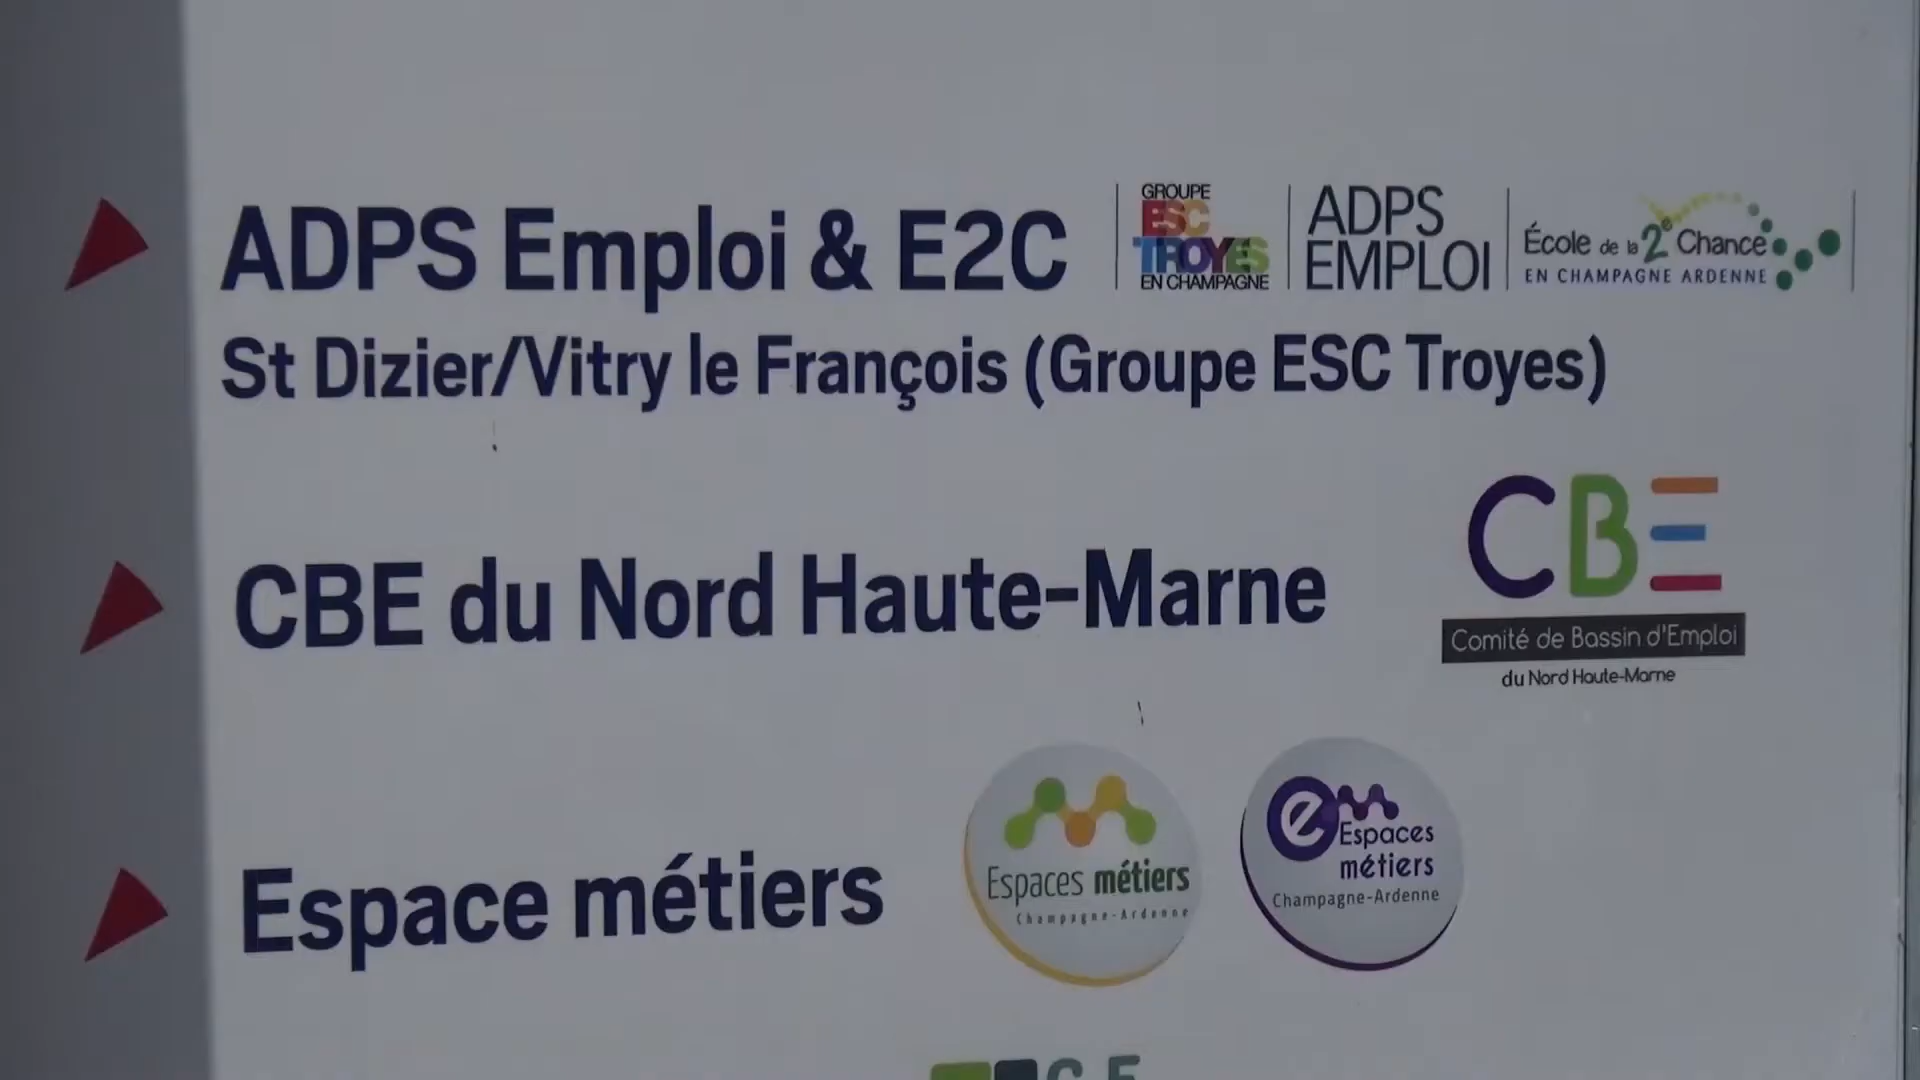 ADPS Emploi & E2C
GROUPE
ESC
TROYES
EN CHAMPAGNE
ADPS
EMPLOI
École de la 2e Chance
EN CHAMPAGNE ARDENNE
St Dizier/Vitry le François (Groupe ESC Troyes)
CBE du Nord Haute-Marne
CBE
Comité de Bassin d'Emploi
du Nord Haute-Marne
Espace métiers
Espaces métiers
Champagne-Ardenne
em
Espaces
métiers
Champagne-Ardenne